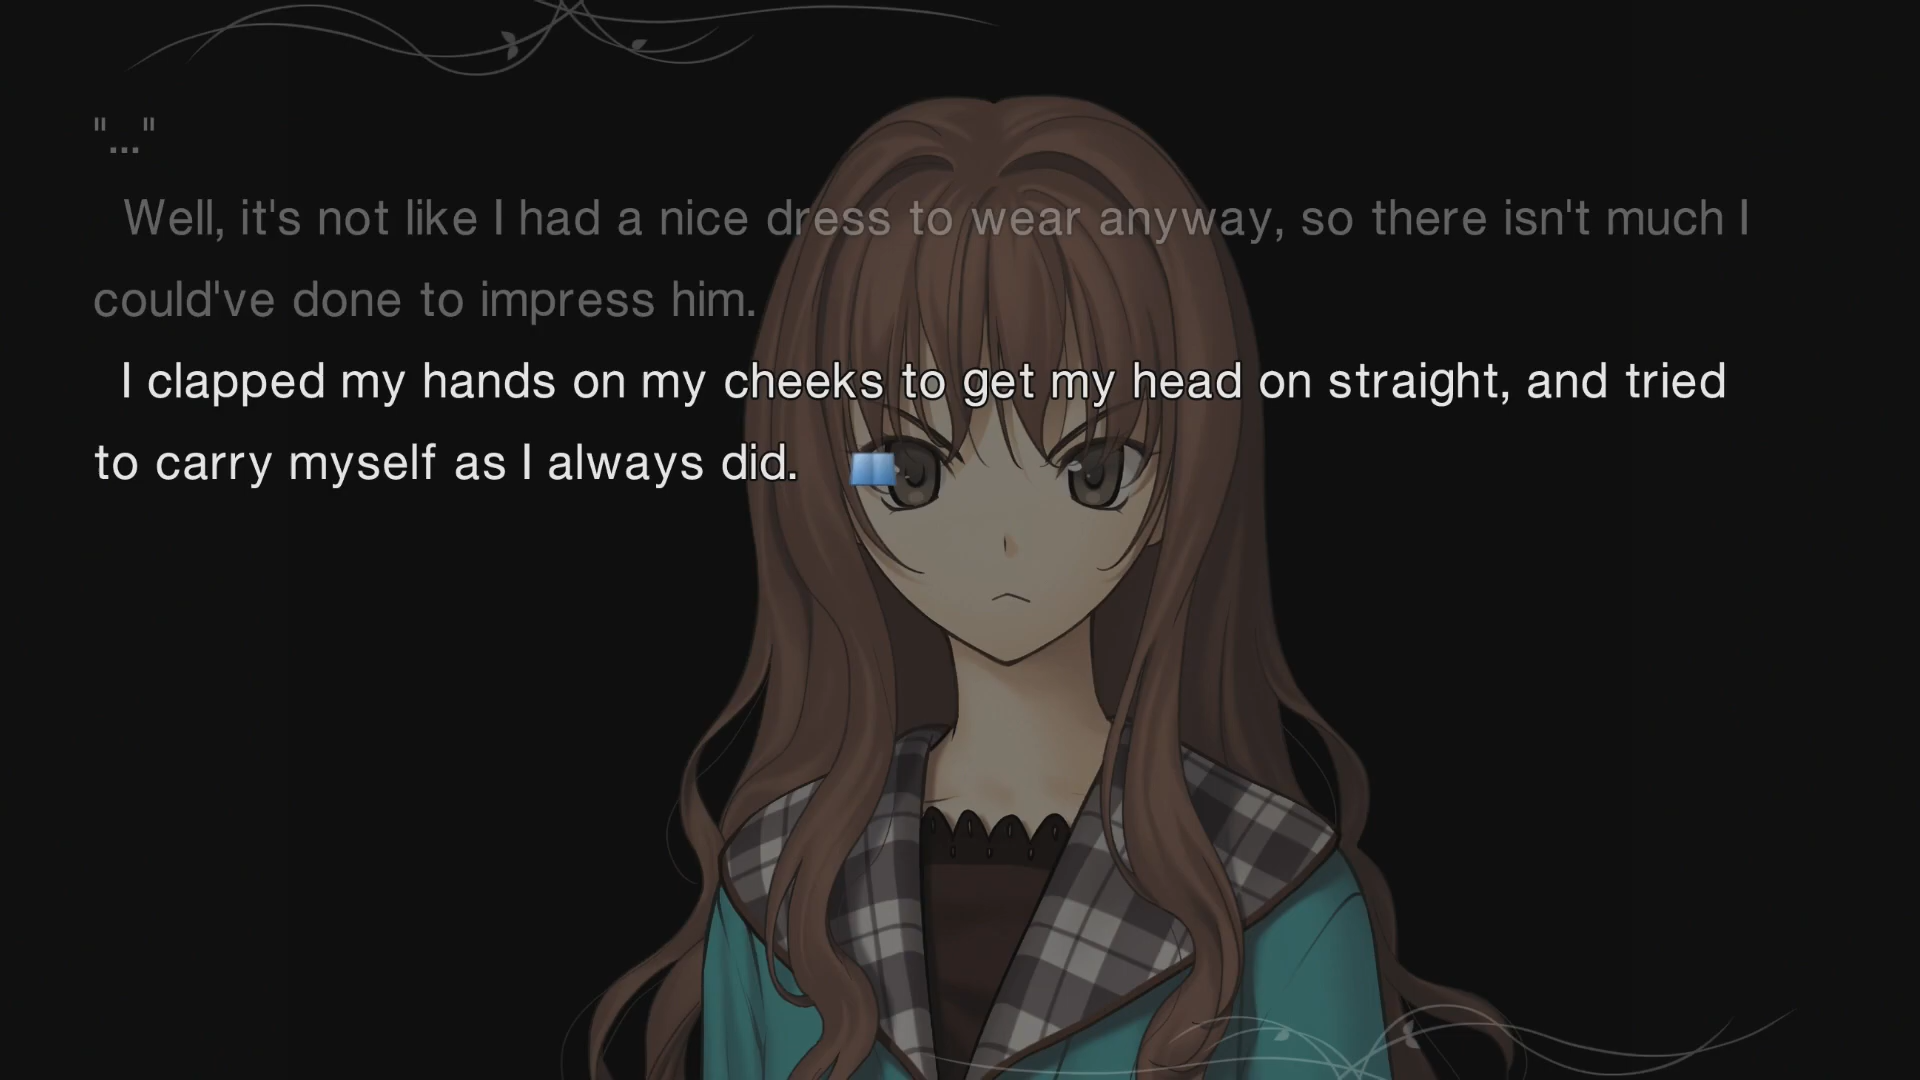 "..."
Well, it's not like I had a nice dress to wear anyway, so there isn't much I
could've done to impress him.
I clapped my hands on my cheeks to get my head on straight, and tried
to carry myself as I always did.